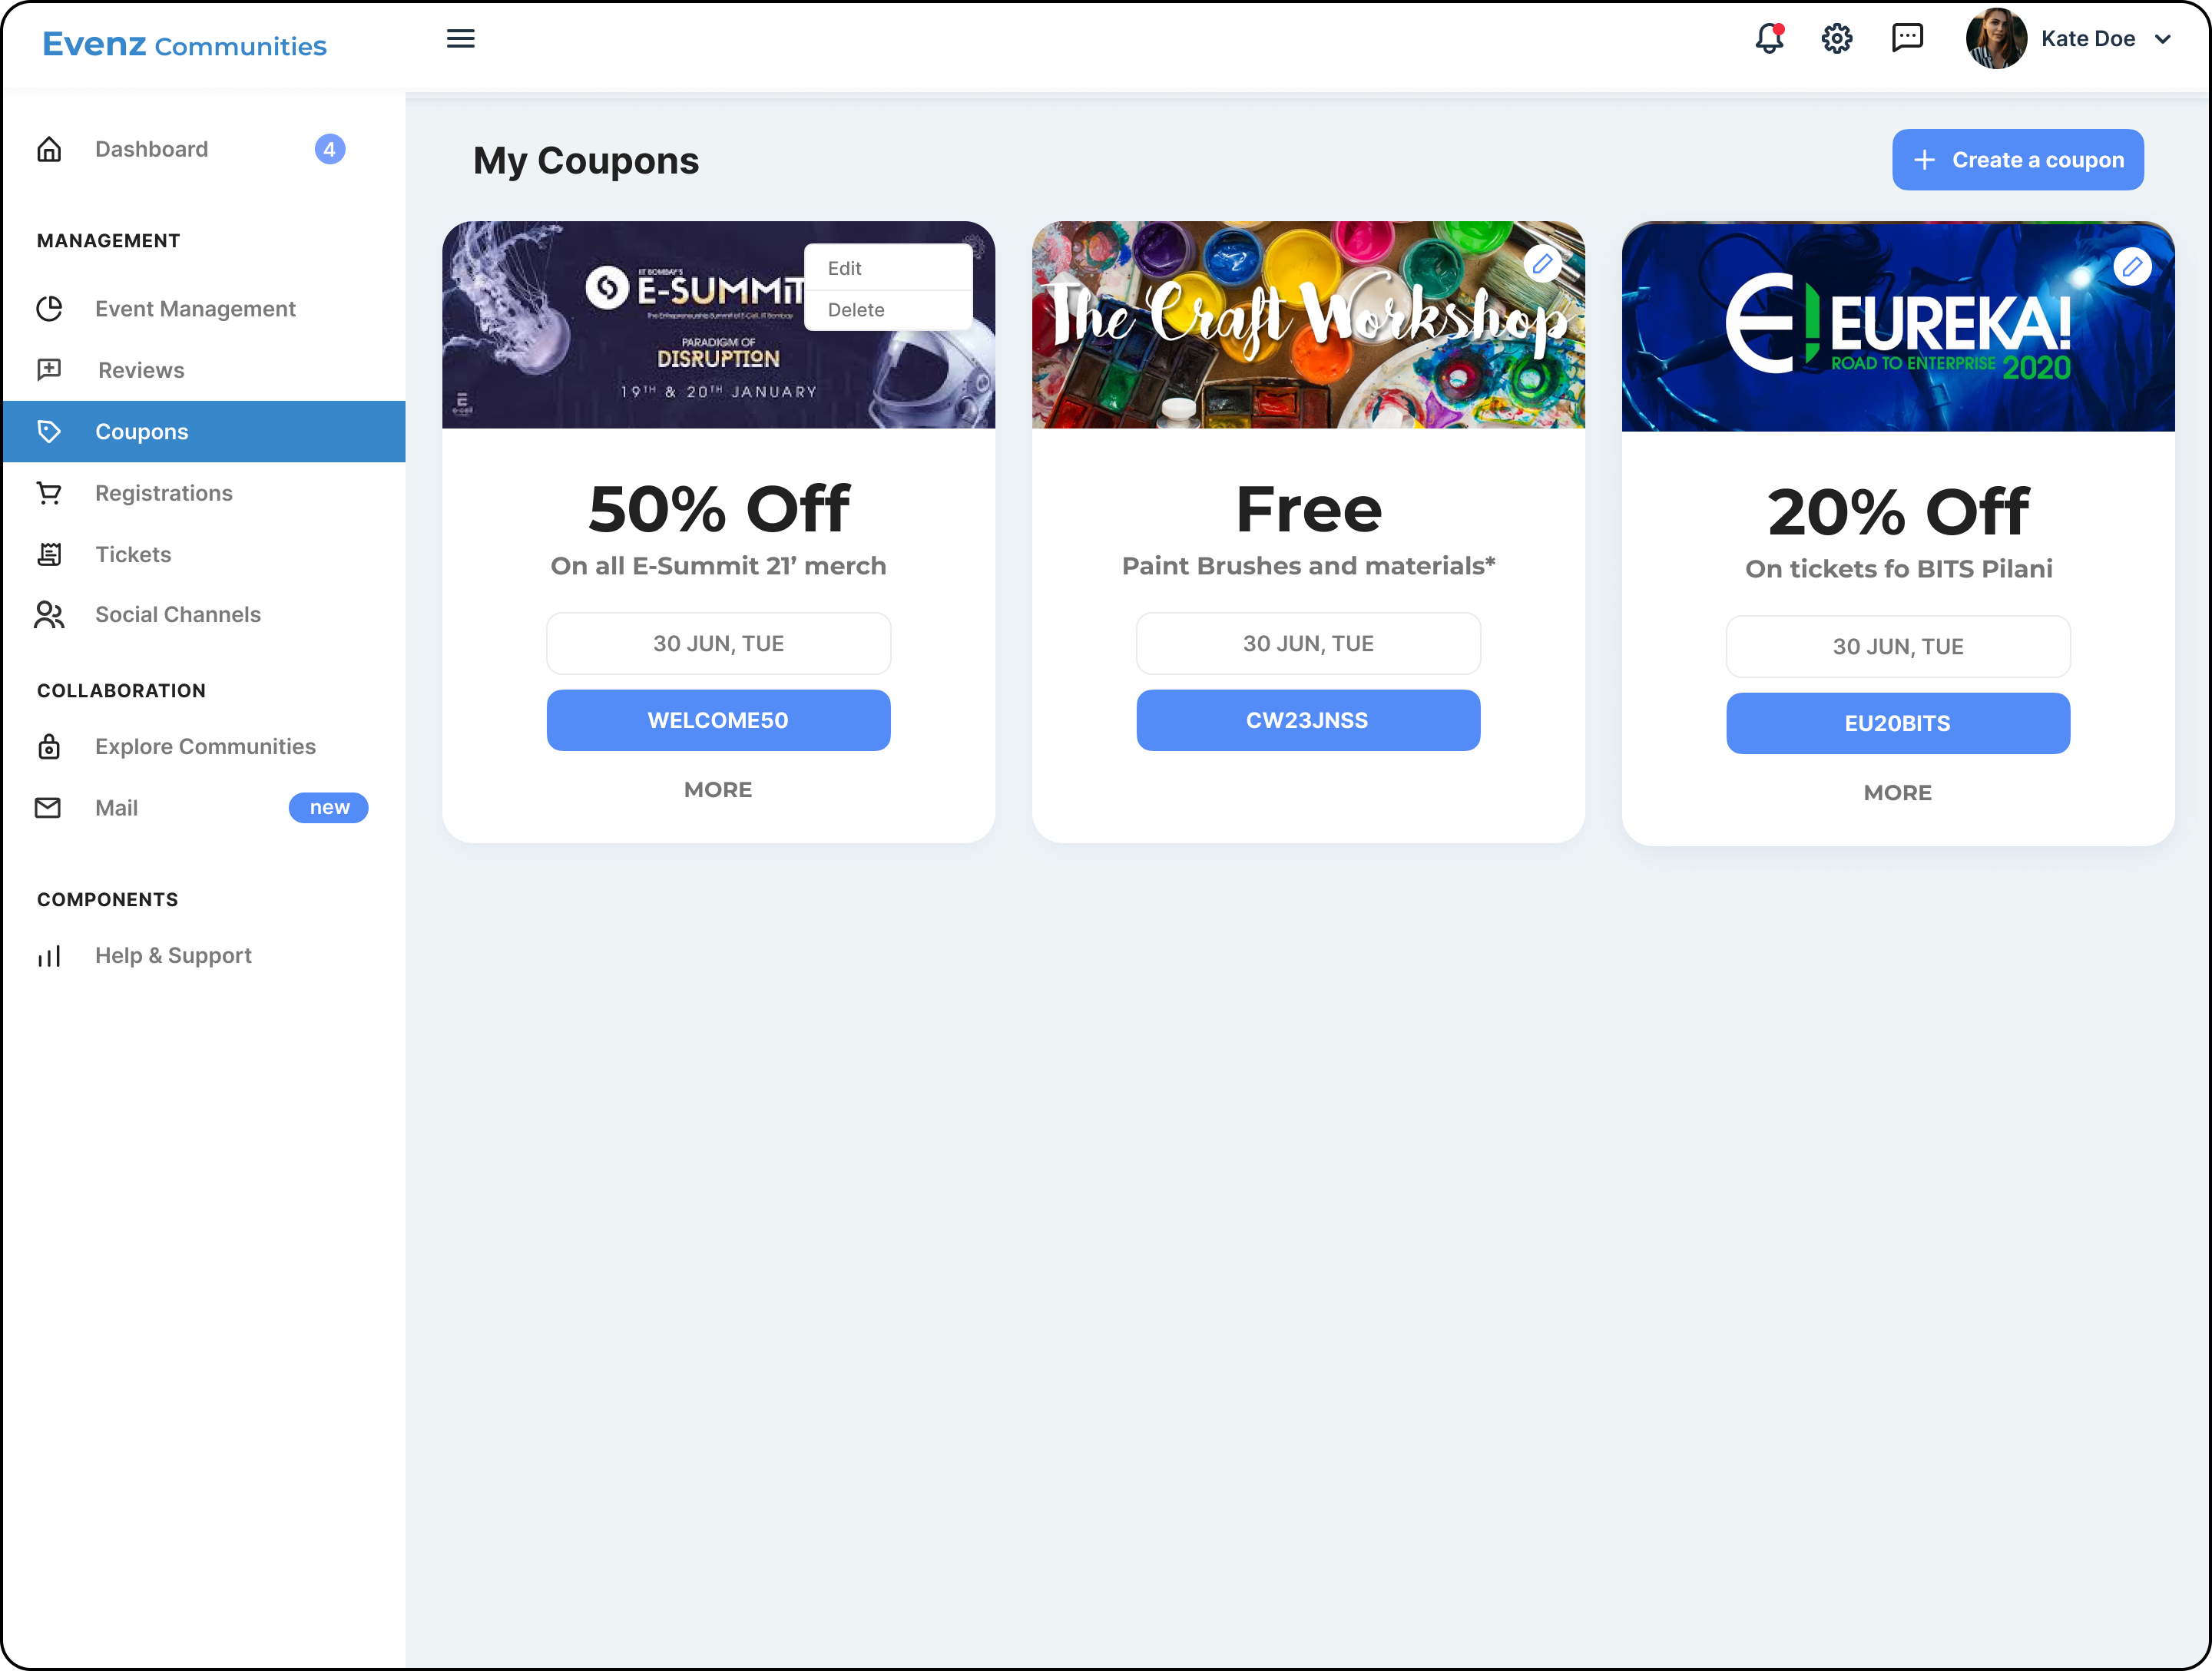 Evenz Communities
Kate Doe
Dashboard 4
MANAGEMENT
Event Management
Reviews
Coupons
Registrations
Tickets
Social Channels
COLLABORATION
Explore Communities
Mail new
COMPONENTS
Help & Support
My Coupons
+ Create a coupon
IIT BOMBAY'S
E-SUMMIT
The Entrepreneurship Summit of E-Cell, IIT Bombay
PARADIGM OF
DISRUPTION
19TH & 20TH JANUARY
E
e-cell
Edit
Delete
50% Off
On all E-Summit 21’ merch
30 JUN, TUE
WELCOME50
MORE
The Craft Workshop
Free
Paint Brushes and materials*
30 JUN, TUE
CW23JNSS
EUREKA!
ROAD TO ENTERPRISE 2020
20% Off
On tickets fo BITS Pilani
30 JUN, TUE
EU20BITS
MORE